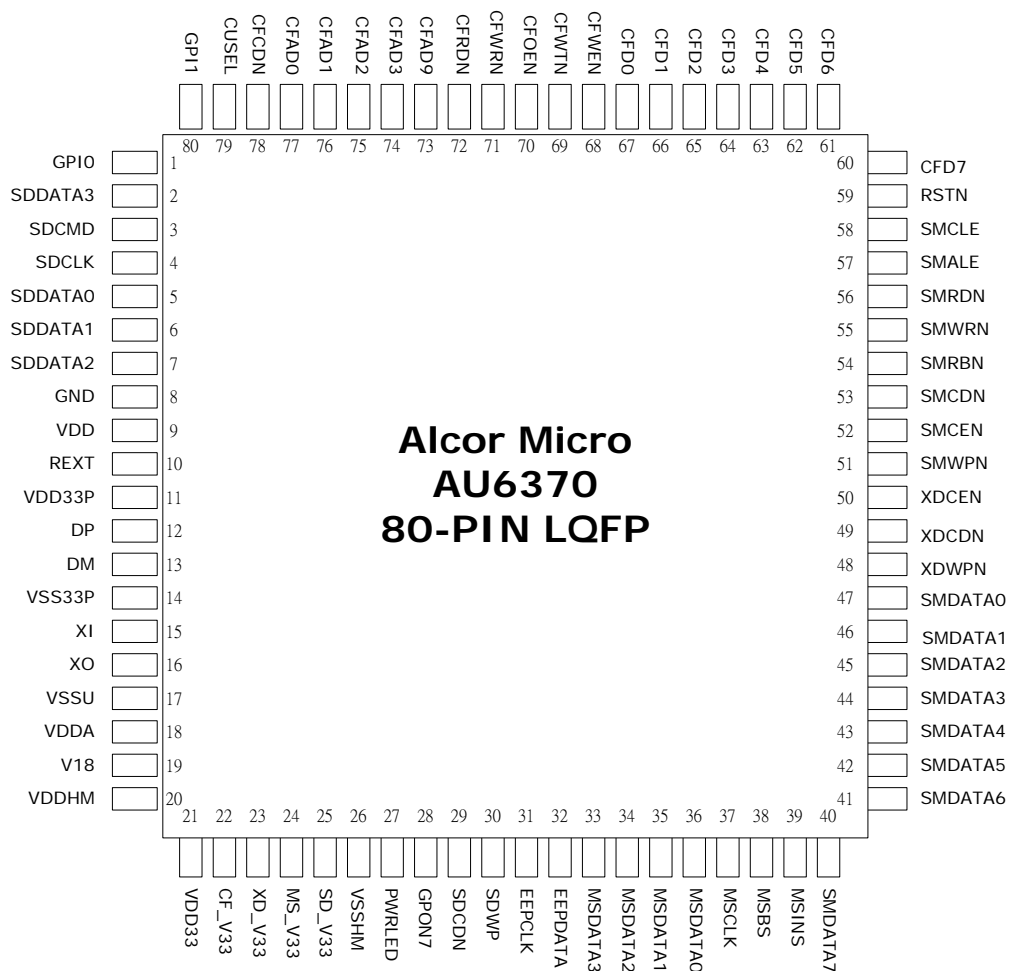 GPI1
CUSEL
CFCDN
CFAD0
CFAD1
CFAD2
CFAD3
CFAD9
CFRDN
CFWRN
CFOEN
CFWTN
CFWEN
CFD0
CFD1
CFD2
CFD3
CFD4
CFD5
CFD6
80 79 78 77 76 75 74 73 72 71 70 69 68 67 66 65 64 63 62 61
GPI0 1
SDDATA3 2
SDCMD 3
SDCLK 4
SDDATA0 5
SDDATA1 6
SDDATA2 7
GND 8
VDD 9
REXT 10
VDD33P 11
DP 12
DM 13
VSS33P 14
XI 15
XO 16
VSSU 17
VDDA 18
V18 19
VDDHM 20
Alcor Micro
AU6370
80-PIN LQFP
60 CFD7
59 RSTN
58 SMCLE
57 SMALE
56 SMRDN
55 SMWRN
54 SMRBN
53 SMCDN
52 SMCEN
51 SMWPN
50 XDCEN
49 XDCDN
48 XDWPN
47 SMDATA0
46 SMDATA1
45 SMDATA2
44 SMDATA3
43 SMDATA4
42 SMDATA5
41 SMDATA6
21 22 23 24 25 26 27 28 29 30 31 32 33 34 35 36 37 38 39 40
VDD33
CF_V33
XD_V33
MS_V33
SD_V33
VSSHM
PWRLED
GPON7
SDCDN
SDWP
EEPCLK
EEPDATA
MSDATA3
MSDATA2
MSDATA1
MSDATA0
MSCLK
MSBS
MSINS
SMDATA7